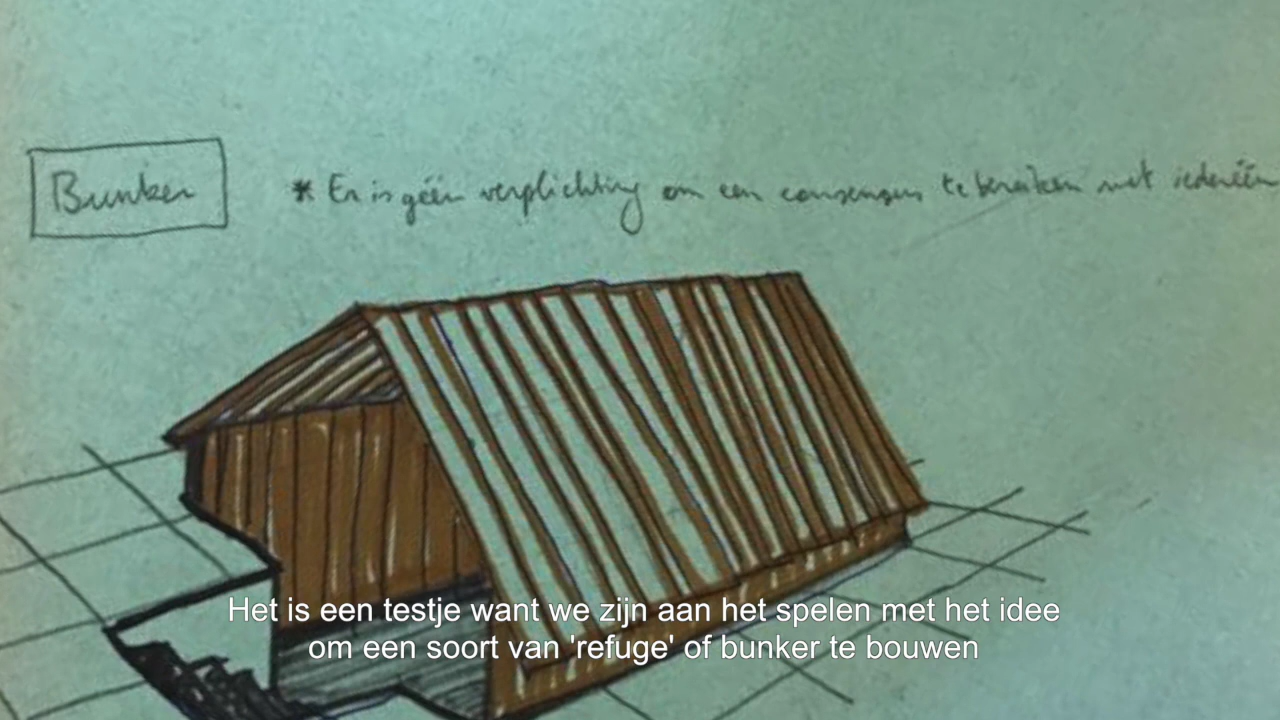 Bunker
* Er is géén verplichting om een consensus te bereiken met iederéén
Het is een testje want we zijn aan het spelen met het idee
om een soort van 'refuge' of bunker te bouwen